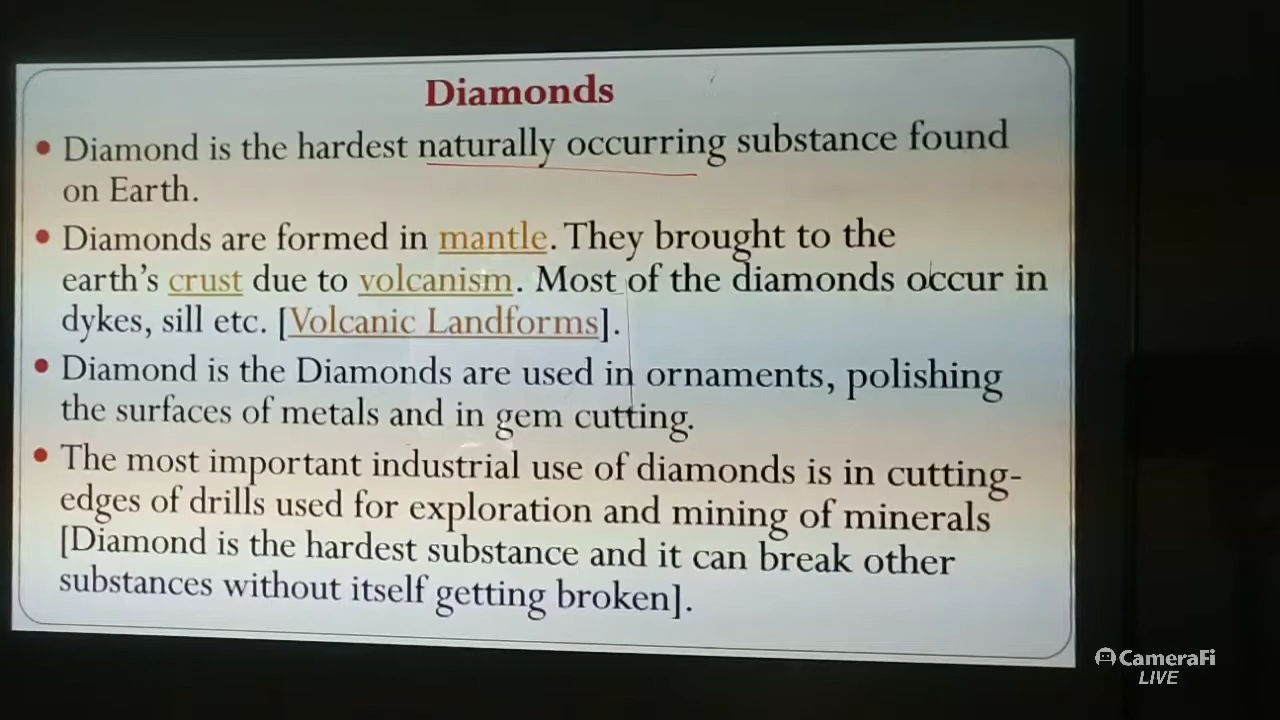 Diamonds
• Diamond is the hardest naturally occurring substance found
on Earth.
• Diamonds are formed in mantle. They brought to the
earth's crust due to volcanism. Most of the diamonds occur in
dykes, sill etc. [Volcanic Landforms].
• Diamond is the Diamonds are used in ornaments, polishing
the surfaces of metals and in gem cutting.
• The most important industrial use of diamonds is in cutting-
edges of drills used for exploration and mining of minerals
[Diamond is the hardest substance and it can break other
substances without itself getting broken].
CameraFi
LIVE